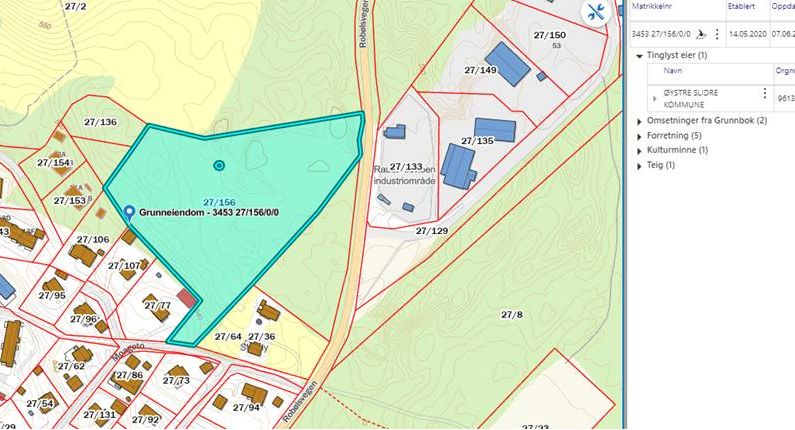 27/2
Robølsvegen
27/150
53
27/149
27/136
27/135
27/154
27/133
industriområde
27/156
27/153
Grunneiendom - 3453 27/156/0/0
27/129
43
27/106
27/107
27/95
27/77
27/8
27/96
27/64
27/36
Moagota
27/62
27/86
27/73
27/54
27/94
Robølsvegen
27/131
27/92
/29
27/23
Matrikkelnr
Etablert
Oppda
3453 27/156/0/0
14.05.2020
07.06.2
Tinglyst eier (1)
Navn
Orgnr
ØYSTRE SLIDRE
KOMMUNE
9613
Omsetninger fra Grunnbok (2)
Forretning (5)
Kulturminne (1)
Teig (1)